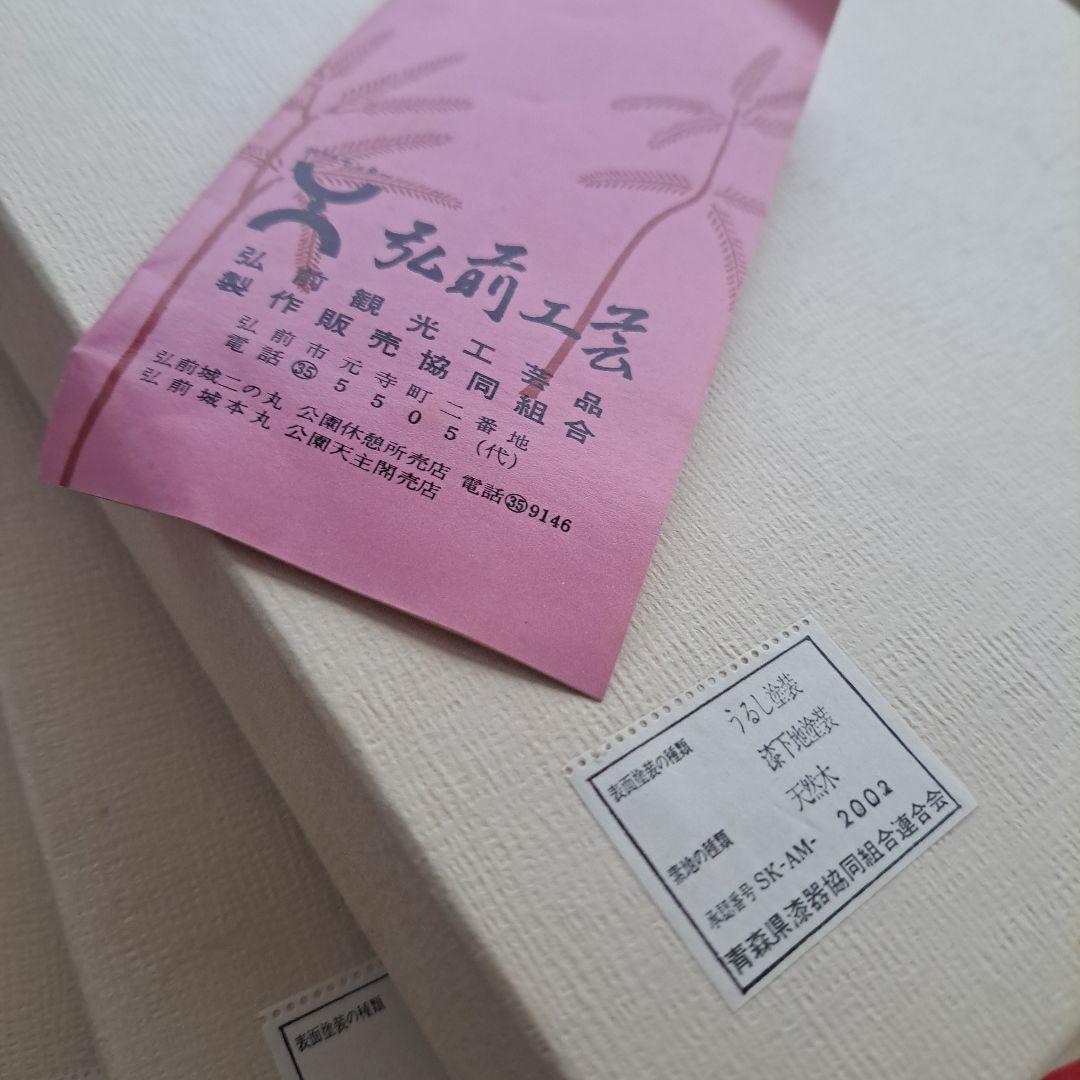 弘前工芸
弘前観光工芸品
製作販売協同組合
弘前市元寺町二番地
電話㉟5505(代)
弘前城二の丸 公園休憩所売店 電話㉟9146
弘前城本丸 公園天主閣売店
表面塗装の種類 うるし塗装
漆下地塗装
素地の種類 天然木
承認番号 SK-AM- 2002
青森県漆器協同組合連合会
表面塗装の種類